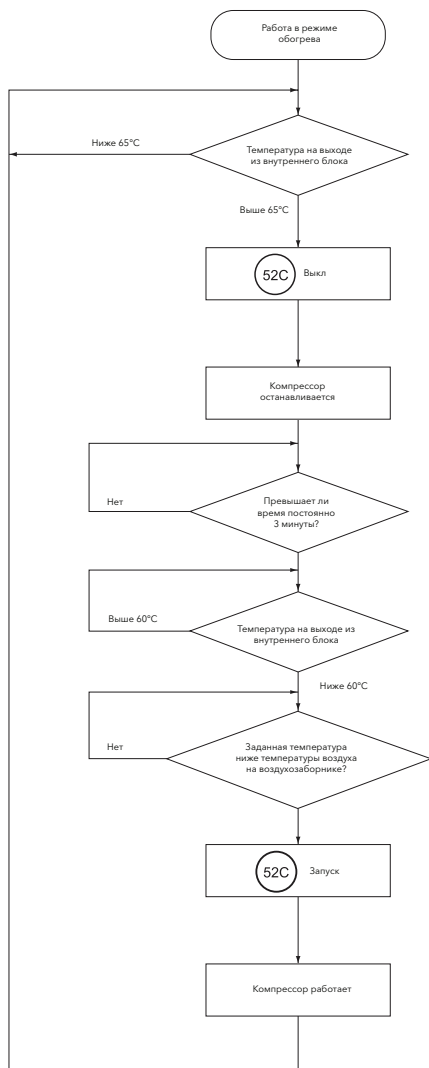 Работа в режиме
обогрева
Ниже 65°C
Температура на выходе
из внутреннего блока
Выше 65°C
52C Выкл
Компрессор
останавливается
Нет
Превышает ли
время постоянно
3 минуты?
Выше 60°C
Температура на выходе из
внутреннего блока
Ниже 60°C
Нет
Заданная температура
ниже температуры воздуха
на воздухозаборнике?
52C Запуск
Компрессор работает